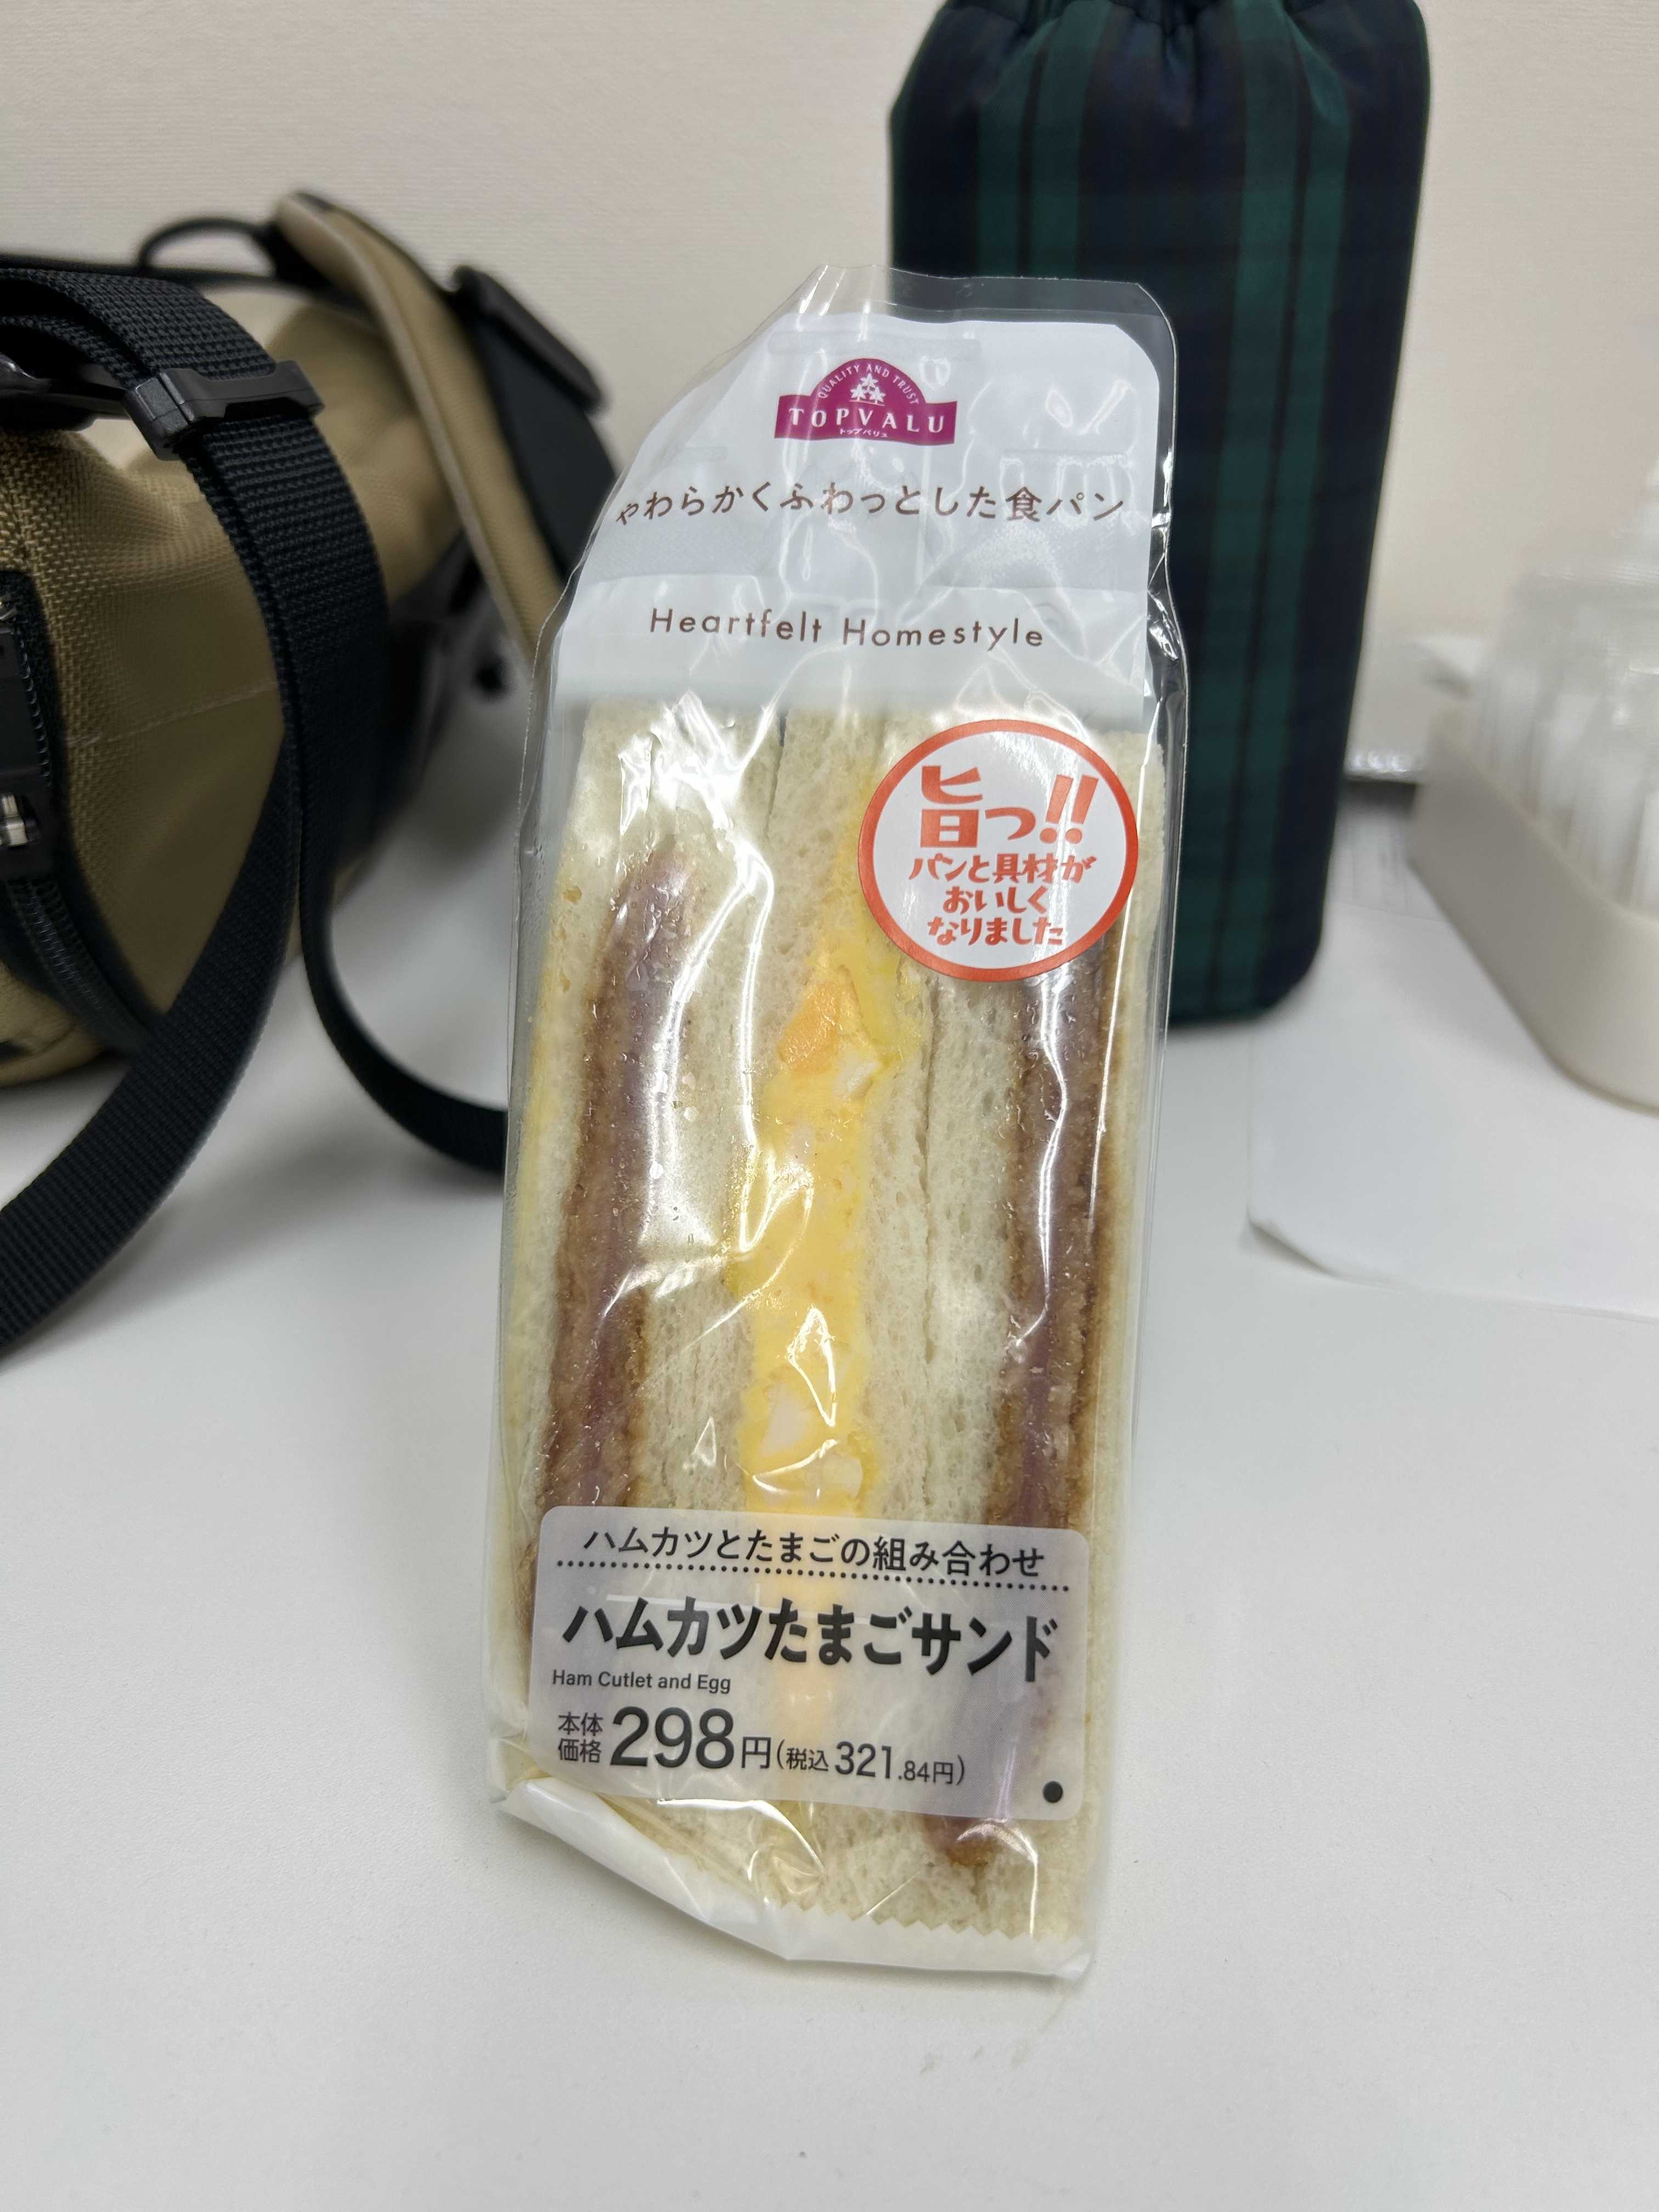 QUALITY AND TRUST
TOPVALU
トップバリュ
やわらかくふわっとした食パン
Heartfelt Homestyle
旨っ!!
パンと具材が
おいしく
なりました
ハムカツとたまごの組み合わせ
ハムカツたまごサンド
Ham Cutlet and Egg
本体価格298円(税込321.84円)